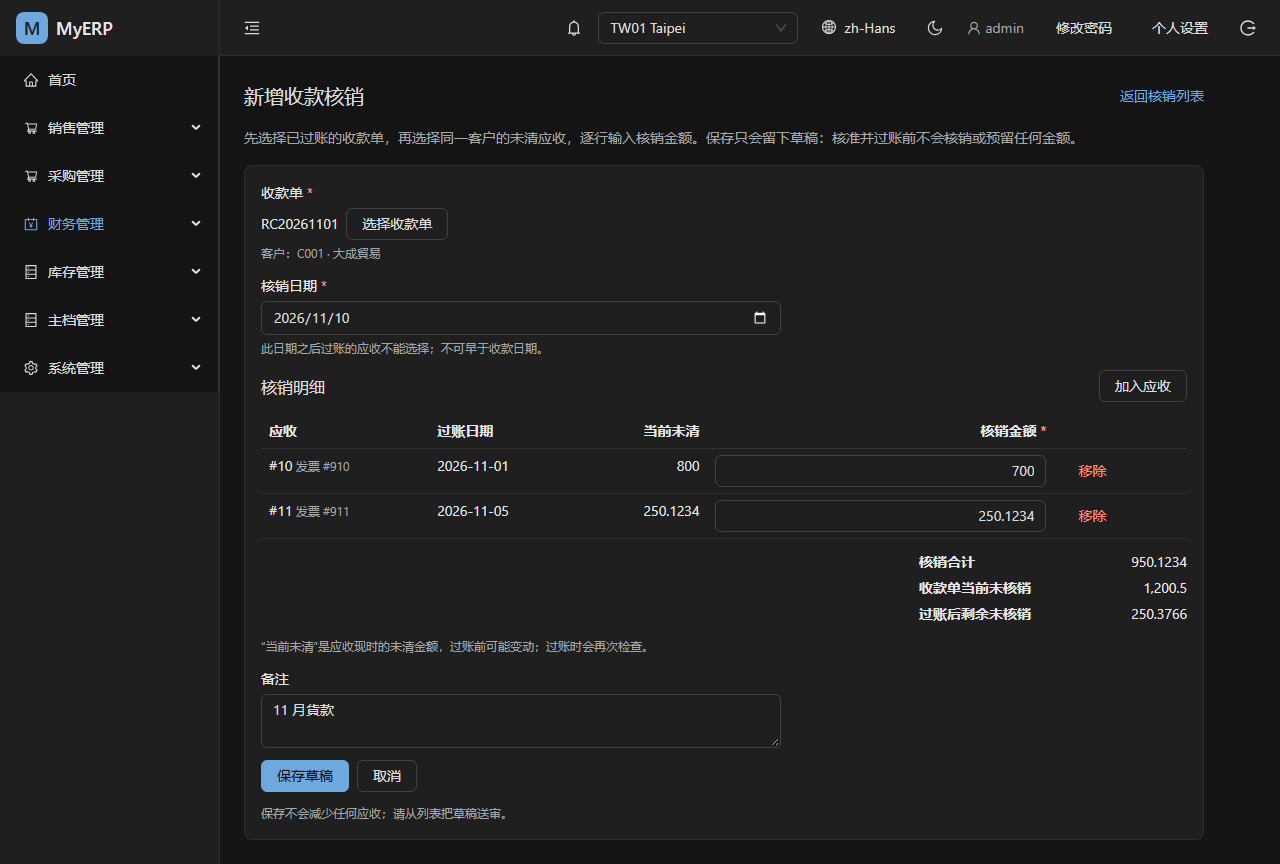 M MyERP
TW01 Taipei
zh-Hans
admin
修改密码
个人设置
首页
销售管理
采购管理
财务管理
库存管理
主档管理
系统管理
新增收款核销
返回核销列表
先选择已过账的收款单，再选择同一客户的未清应收，逐行输入核销金额。保存只会留下草稿：核准并过账前不会核销或预留任何金额。
收款单 *
RC20261101 选择收款单
客户：C001 · 大成貿易
核销日期 *
2026/11/10
此日期之后过账的应收不能选择；不可早于收款日期。
核销明细
加入应收
应收 过账日期 当前未清 核销金额 *
#10 发票 #910 2026-11-01 800 700 移除
#11 发票 #911 2026-11-05 250.1234 250.1234 移除
核销合计 950.1234
收款单当前未核销 1,200.5
过账后剩余未核销 250.3766
“当前未清”是应收现时的未清金额，过账前可能变动；过账时会再次检查。
备注
11 月貨款
保存草稿 取消
保存不会减少任何应收；请从列表把草稿送审。